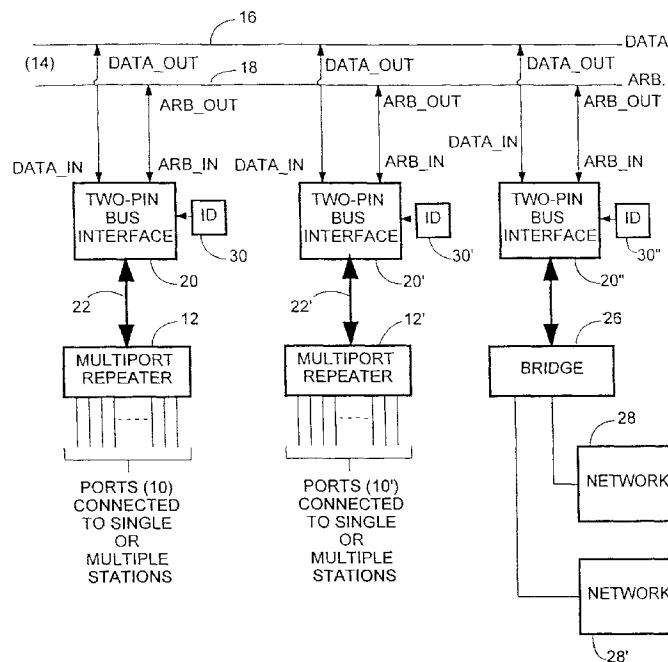 16
DATA
(14)
DATA_OUT
18
DATA_OUT
DATA_OUT
ARB.
ARB_OUT
ARB_OUT
ARB_OUT
DATA_IN
ARB_IN
DATA_IN
ARB_IN
DATA_IN
ARB_IN
TWO-PIN
BUS
INTERFACE
ID
TWO-PIN
BUS
INTERFACE
ID
TWO-PIN
BUS
INTERFACE
ID
30
30'
30"
20
20'
20"
22
12
22'
12'
26
MULTIPORT
REPEATER
MULTIPORT
REPEATER
BRIDGE
28
NETWORK
PORTS (10)
CONNECTED
TO SINGLE
OR
MULTIPLE
STATIONS
PORTS (10')
CONNECTED
TO SINGLE
OR
MULTIPLE
STATIONS
NETWORK
28'